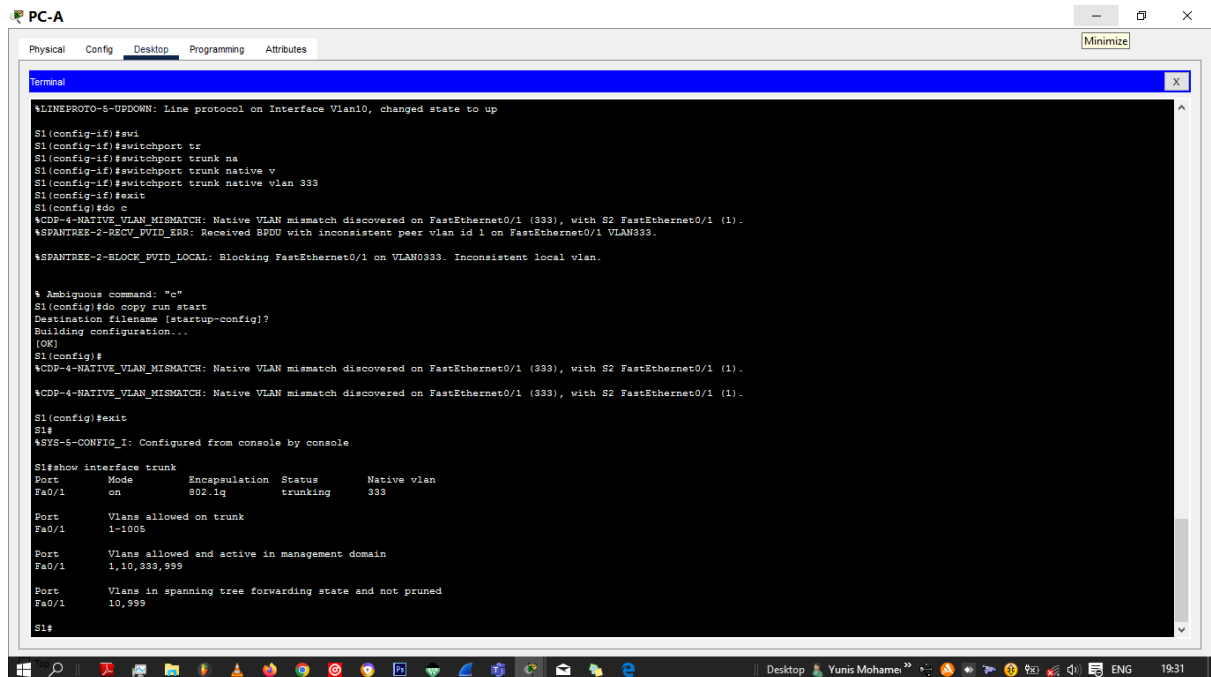 PC-A
Minimize
Physical Config Desktop Programming Attributes
Terminal
X
%LINEPROTO-5-UPDOWN: Line protocol on Interface Vlan10, changed state to up
S1(config-if)#swi
S1(config-if)#switchport tr
S1(config-if)#switchport trunk na
S1(config-if)#switchport trunk native v
S1(config-if)#switchport trunk native vlan 333
S1(config-if)#exit
S1(config)#do c
%CDP-4-NATIVE_VLAN_MISMATCH: Native VLAN mismatch discovered on FastEthernet0/1 (333), with S2 FastEthernet0/1 (1).
%SPANTREE-2-RECV_PVID_ERR: Received BPDU with inconsistent peer vlan id 1 on FastEthernet0/1 VLAN333.
%SPANTREE-2-BLOCK_PVID_LOCAL: Blocking FastEthernet0/1 on VLAN0333. Inconsistent local vlan.
% Ambiguous command: "c"
S1(config)#do copy run start
Destination filename [startup-config]?
Building configuration...
[OK]
S1(config)#
%CDP-4-NATIVE_VLAN_MISMATCH: Native VLAN mismatch discovered on FastEthernet0/1 (333), with S2 FastEthernet0/1 (1).
%CDP-4-NATIVE_VLAN_MISMATCH: Native VLAN mismatch discovered on FastEthernet0/1 (333), with S2 FastEthernet0/1 (1).
S1(config)#exit
S1#
%SYS-5-CONFIG_I: Configured from console by console
S1#show interface trunk
Port Mode Encapsulation Status Native vlan
Fa0/1 on 802.1q trunking 333
Port Vlans allowed on trunk
Fa0/1 1-1005
Port Vlans allowed and active in management domain
Fa0/1 1,10,333,999
Port Vlans in spanning tree forwarding state and not pruned
Fa0/1 10,999
S1#
Top
Ps
Desktop Yunis Mohame ENG 19:31